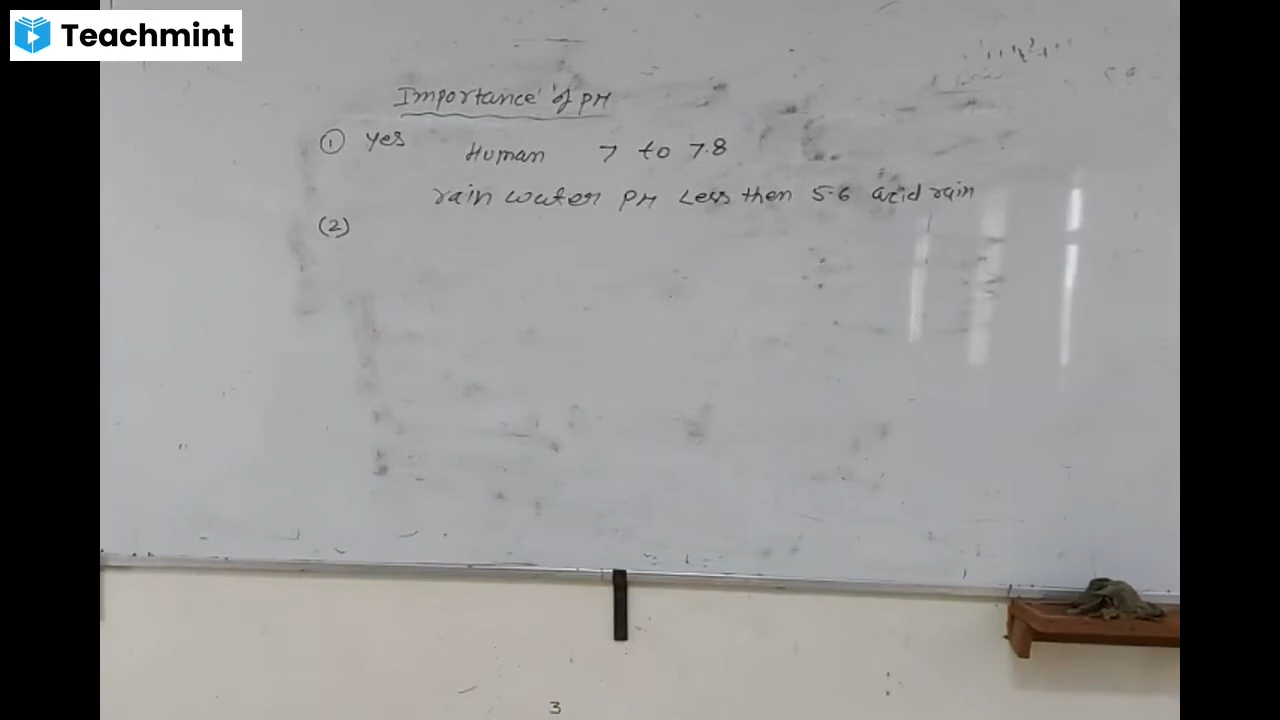 Teachmint
Importance of PH
① yes
Human 7 to 7.8
rain water PH Less then 5.6 acid rain
(2)
3